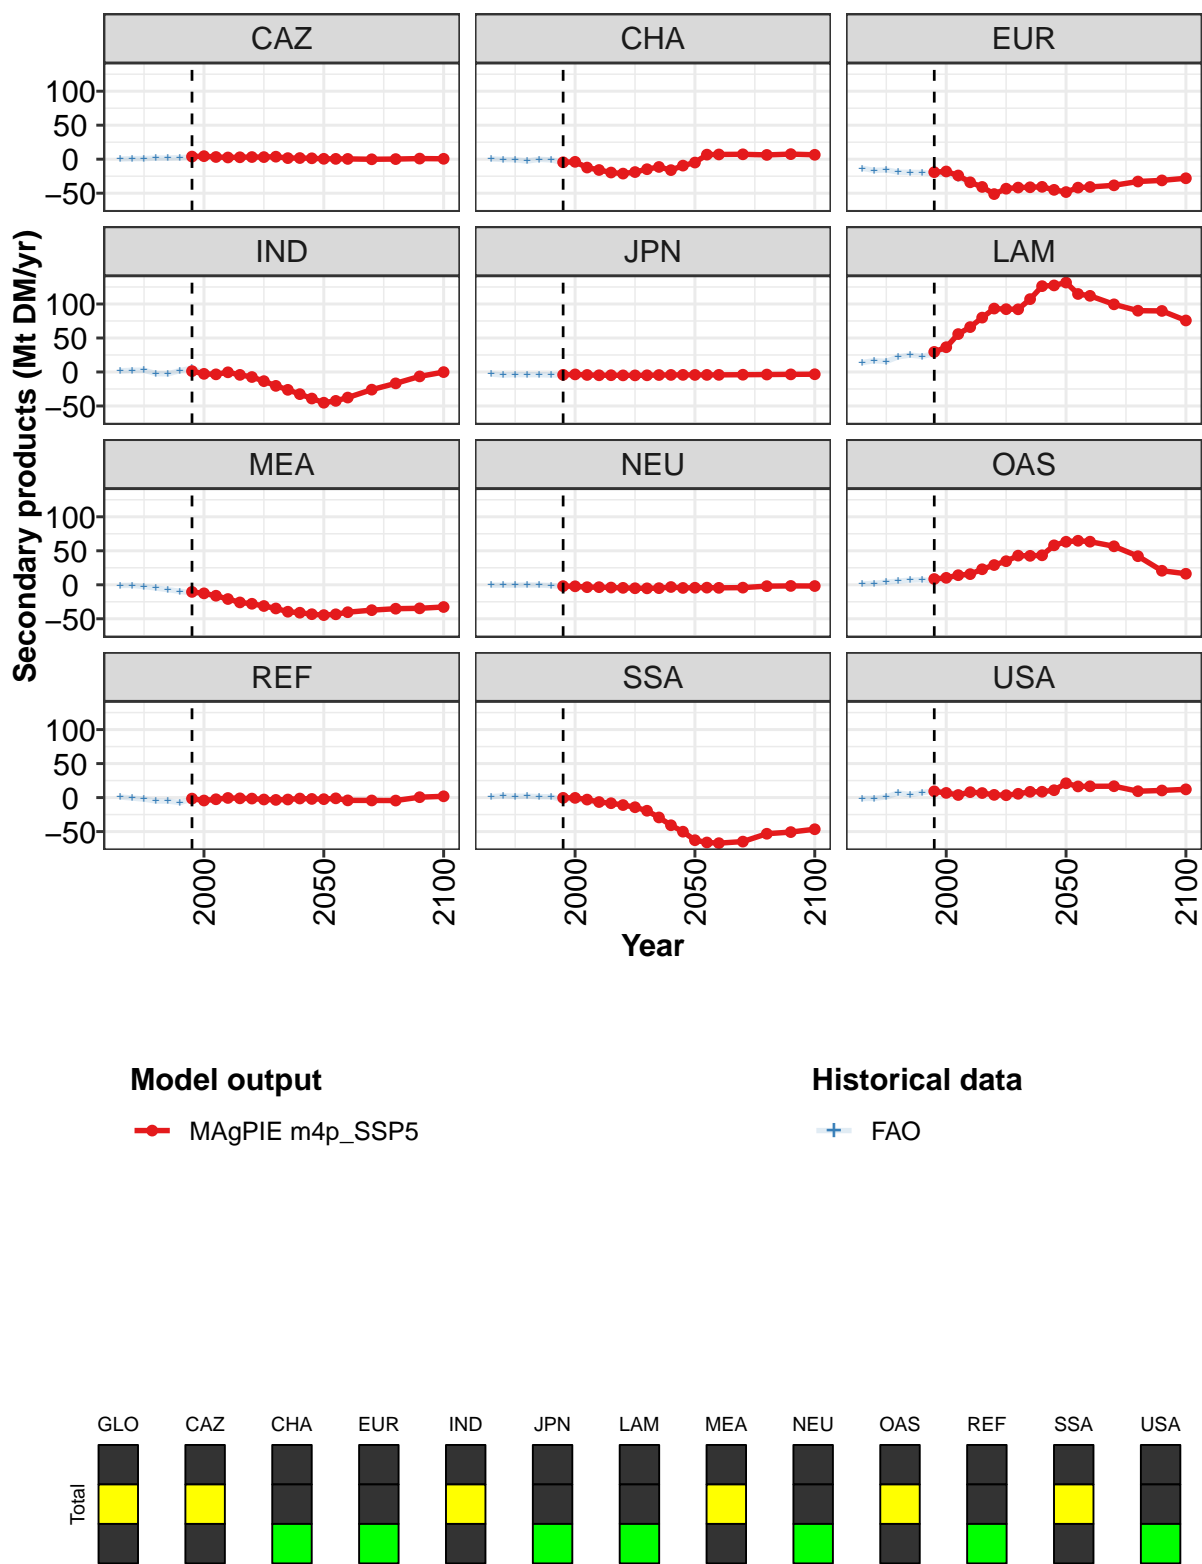 CAZ CHA EUR
100
50
0
−50
IND JPN LAM
100
50
0
−50
MEA NEU OAS
100
50
0
−50
REF SSA USA
100
50
0
−50
Secondary products (Mt DM/yr)
2000 2050 2100 2000 2050 2100 2000 2050 2100
Year
Model output Historical data
MAgPIE m4p_SSP5 FAO
GLO CAZ CHA EUR IND JPN LAM MEA NEU OAS REF SSA USA
Total